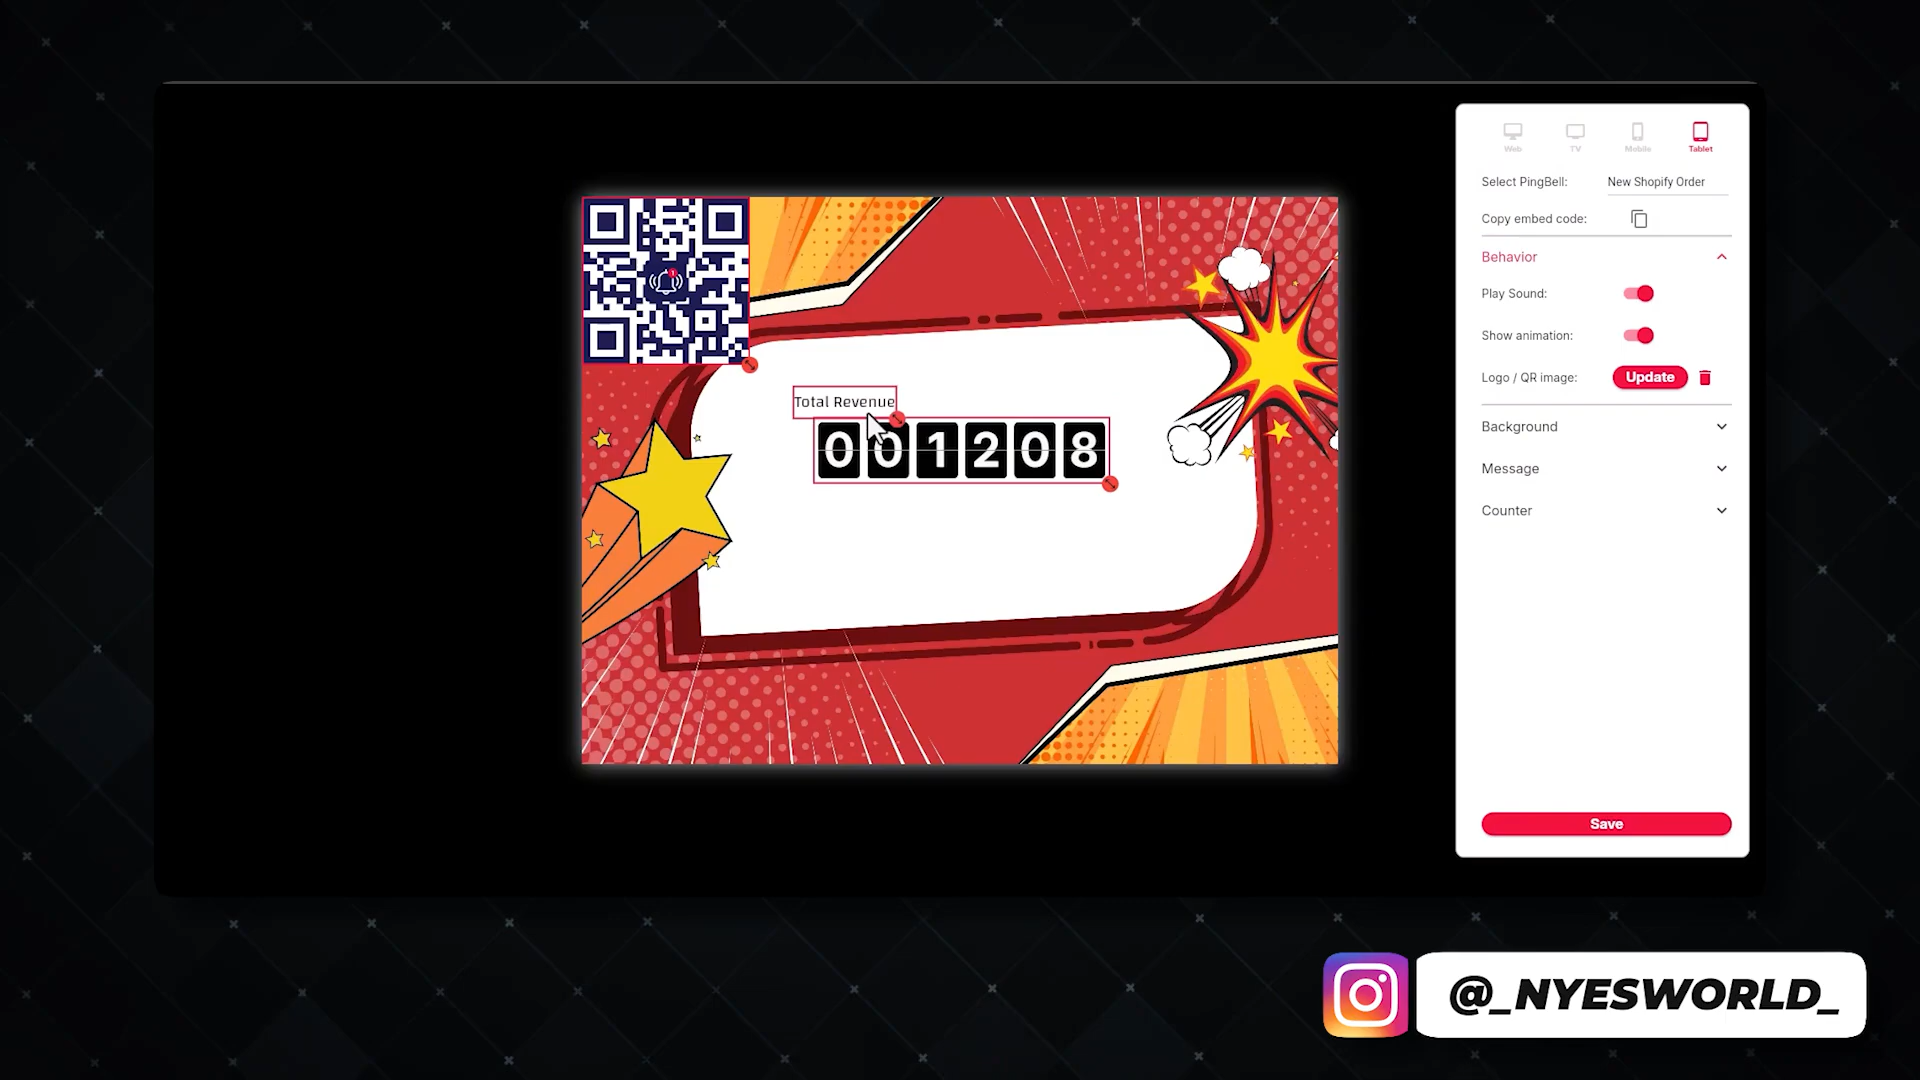 Web TV Mobile Tablet
Select PingBell: New Shopify Order
Copy embed code:
Behavior
Play Sound:
Show animation:
Logo / QR image: Update
Background
Message
Counter
Save
Total Revenue
001208
@_NYESWORLD_